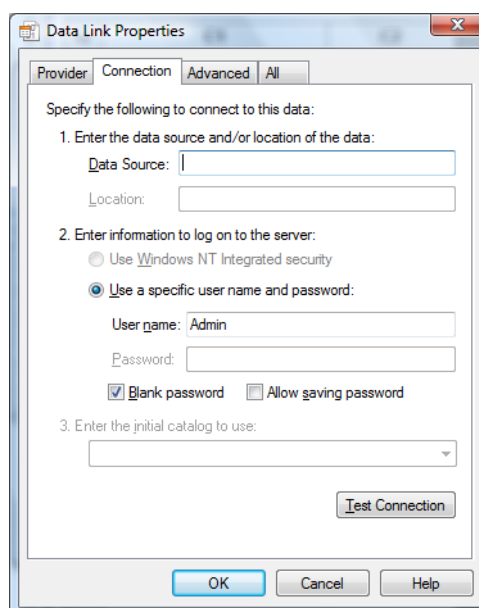 Data Link Properties
Provider Connection Advanced All
Specify the following to connect to this data:
1. Enter the data source and/or location of the data:
Data Source:
Location:
2. Enter information to log on to the server:
Use Windows NT Integrated security
Use a specific user name and password:
User name: Admin
Password:
Blank password Allow saving password
3. Enter the initial catalog to use:
Test Connection
OK Cancel Help